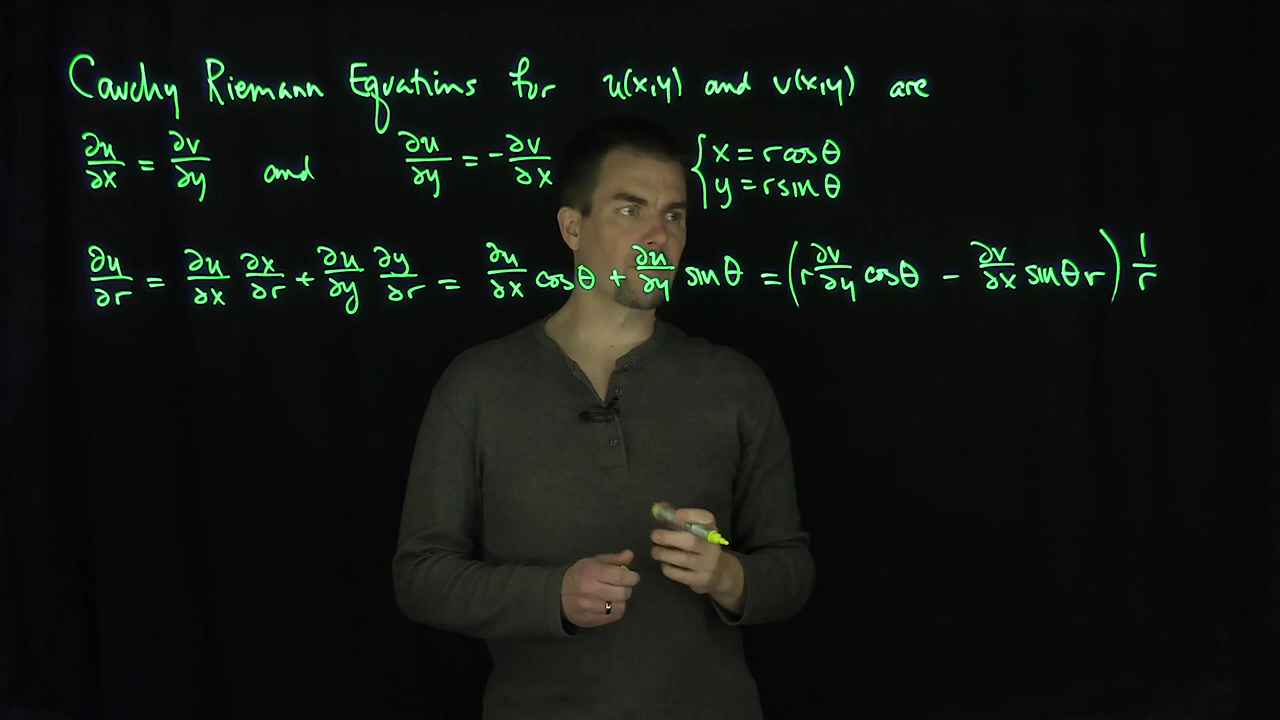 Cauchy Riemann Equations for u(x,y) and v(x,y) are
∂u/∂x = ∂v/∂y and ∂u/∂y = -∂v/∂x { x = r cos θ
y = r sin θ
∂u/∂r = ∂u/∂x ∂x/∂r + ∂u/∂y ∂y/∂r = ∂u/∂x cos θ + ∂u/∂y sin θ = (r ∂v/∂y cos θ - ∂v/∂x sin θ r) 1/r